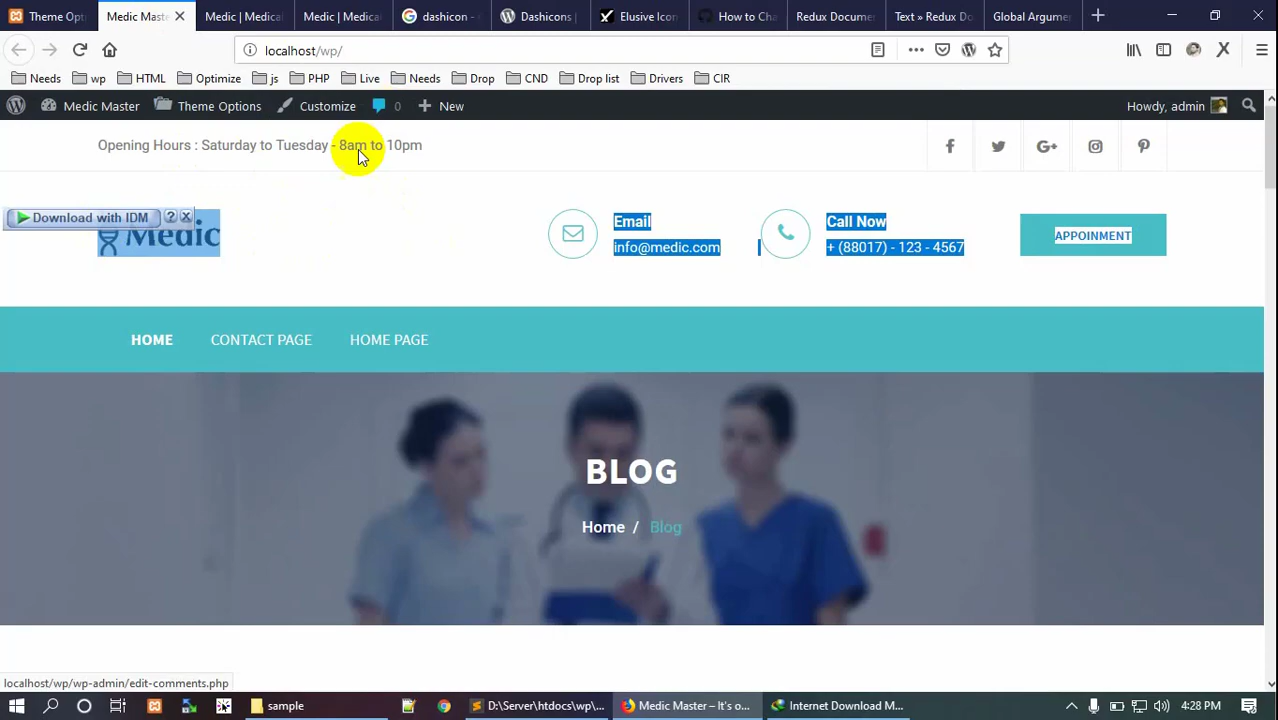 Theme Opti
Medic Maste
Medic | Medical
Medic | Medical
dashicon - G
Dashicons |
Elusive Icon
How to Cha
Redux Docume
Text » Redux Do
Global Argume
localhost/wp/
Needs
wp
HTML
Optimize
js
PHP
Live
Needs
Drop
CND
Drop list
Drivers
CIR
Medic Master
Theme Options
Customize
0
New
Howdy, admin
Opening Hours : Saturday to Tuesday - 8am to 10pm
Download with IDM
?
Medic
Email
info@medic.com
Call Now
+ (88017) - 123 - 4567
APPOINMENT
HOME
CONTACT PAGE
HOME PAGE
BLOG
Home / Blog
localhost/wp/wp-admin/edit-comments.php
sample
D:\Server\htdocs\wp\...
Medic Master – It's o...
Internet Download M...
4:28 PM